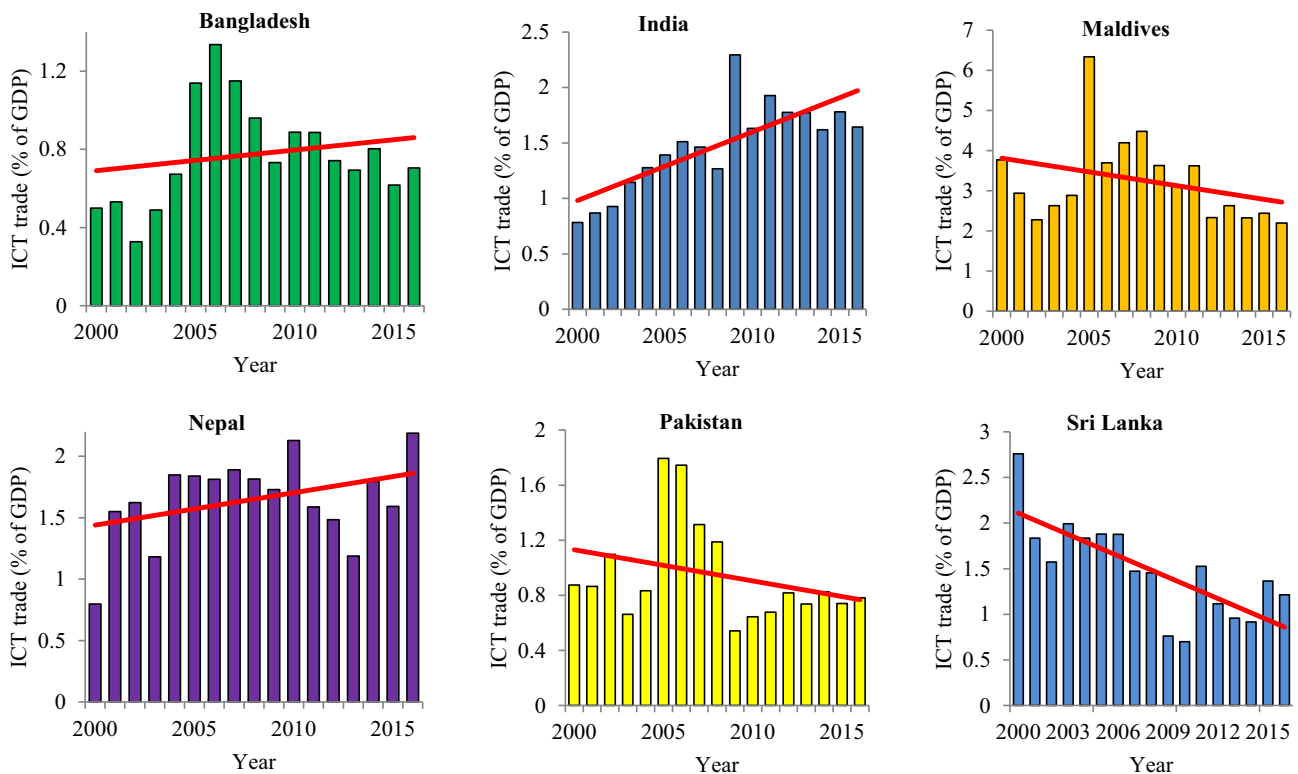 Bangladesh
ICT trade (% of GDP)
1.2
0.8
0.4
0
2000 2005 2010 2015
Year
India
ICT trade (% of GDP)
2.5
2
1.5
1
0.5
0
2000 2005 2010 2015
Year
Maldives
ICT trade (% of GDP)
7
6
5
4
3
2
1
0
2000 2005 2010 2015
Year
Nepal
ICT trade (% of GDP)
2
1.5
1
0.5
0
2000 2005 2010 2015
Year
Pakistan
ICT trade (% of GDP)
2
1.6
1.2
0.8
0.4
0
2000 2005 2010 2015
Year
Sri Lanka
ICT trade (% of GDP)
3
2.5
2
1.5
1
0.5
0
2000 2003 2006 2009 2012 2015
Year